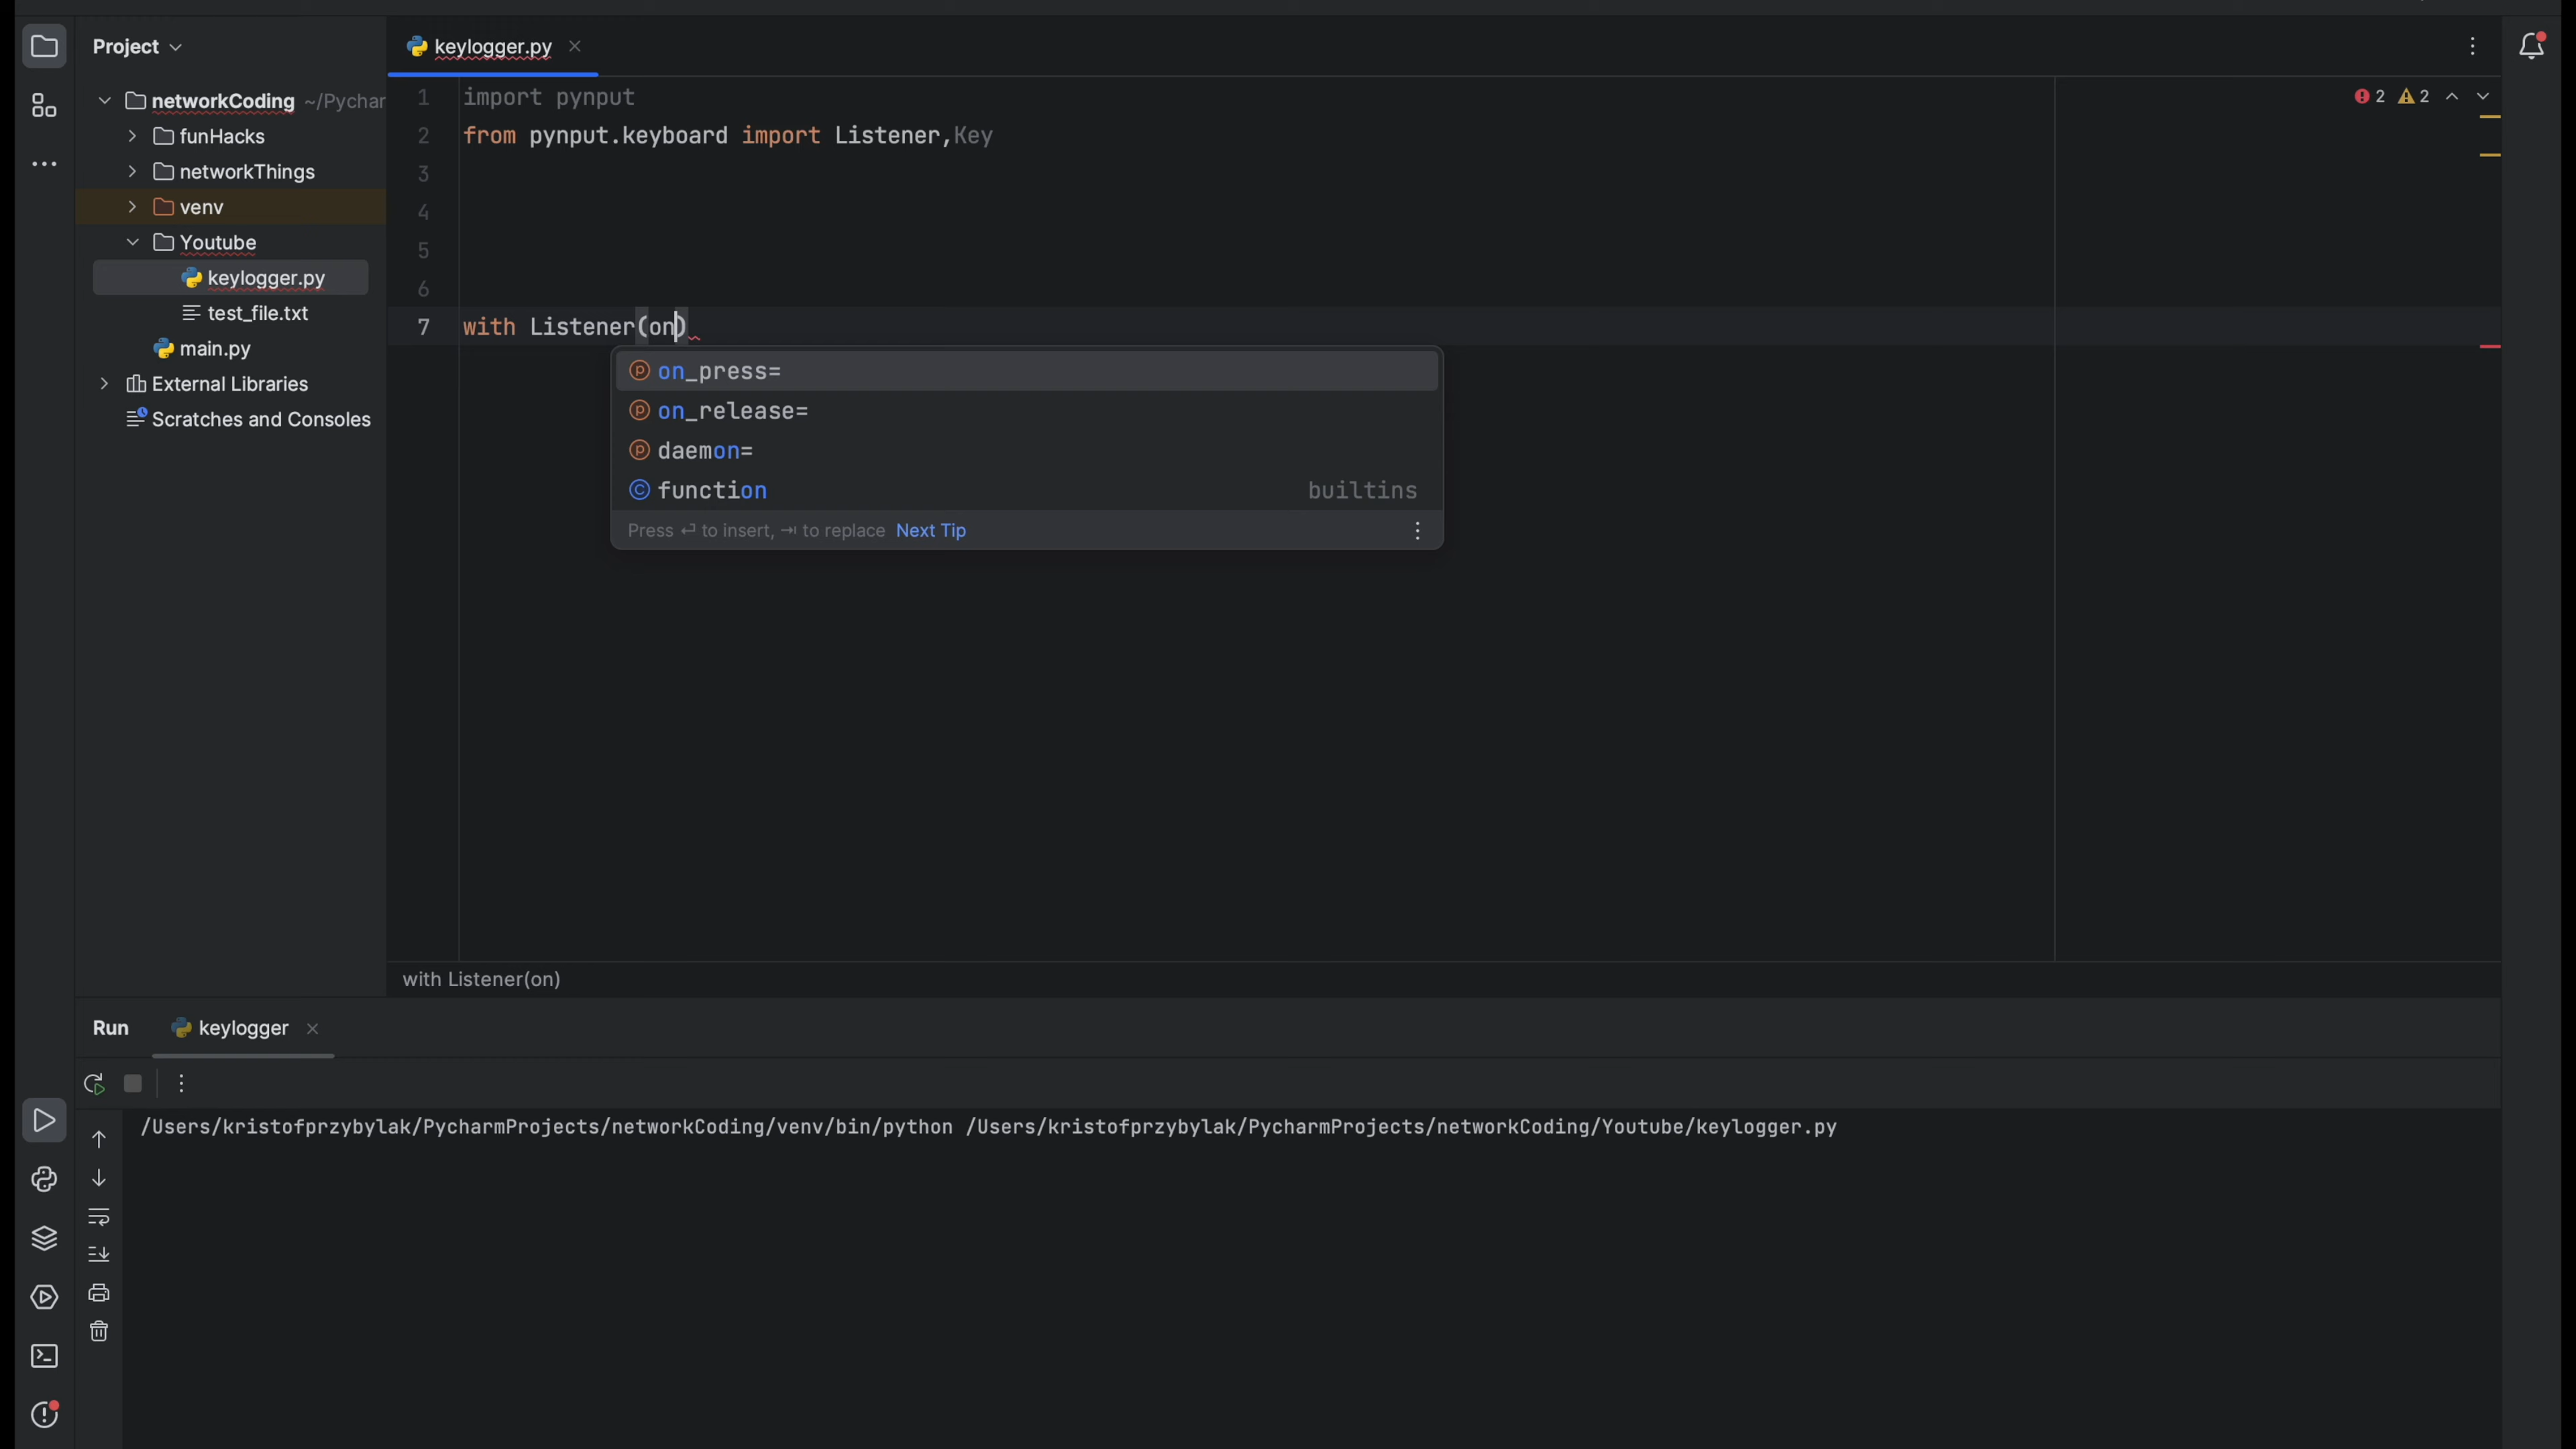 Project
keylogger.py
networkCoding ~/Pychar
funHacks
networkThings
venv
Youtube
keylogger.py
test_file.txt
main.py
External Libraries
Scratches and Consoles
2 2
1 import pynput
2 from pynput.keyboard import Listener,Key
3
4
5
6
7 with Listener(on)
on_press=
on_release=
daemon=
function builtins
Press ↵ to insert, ⇥ to replace Next Tip
with Listener(on)
Run keylogger
/Users/kristofprzybylak/PycharmProjects/networkCoding/venv/bin/python /Users/kristofprzybylak/PycharmProjects/networkCoding/Youtube/keylogger.py